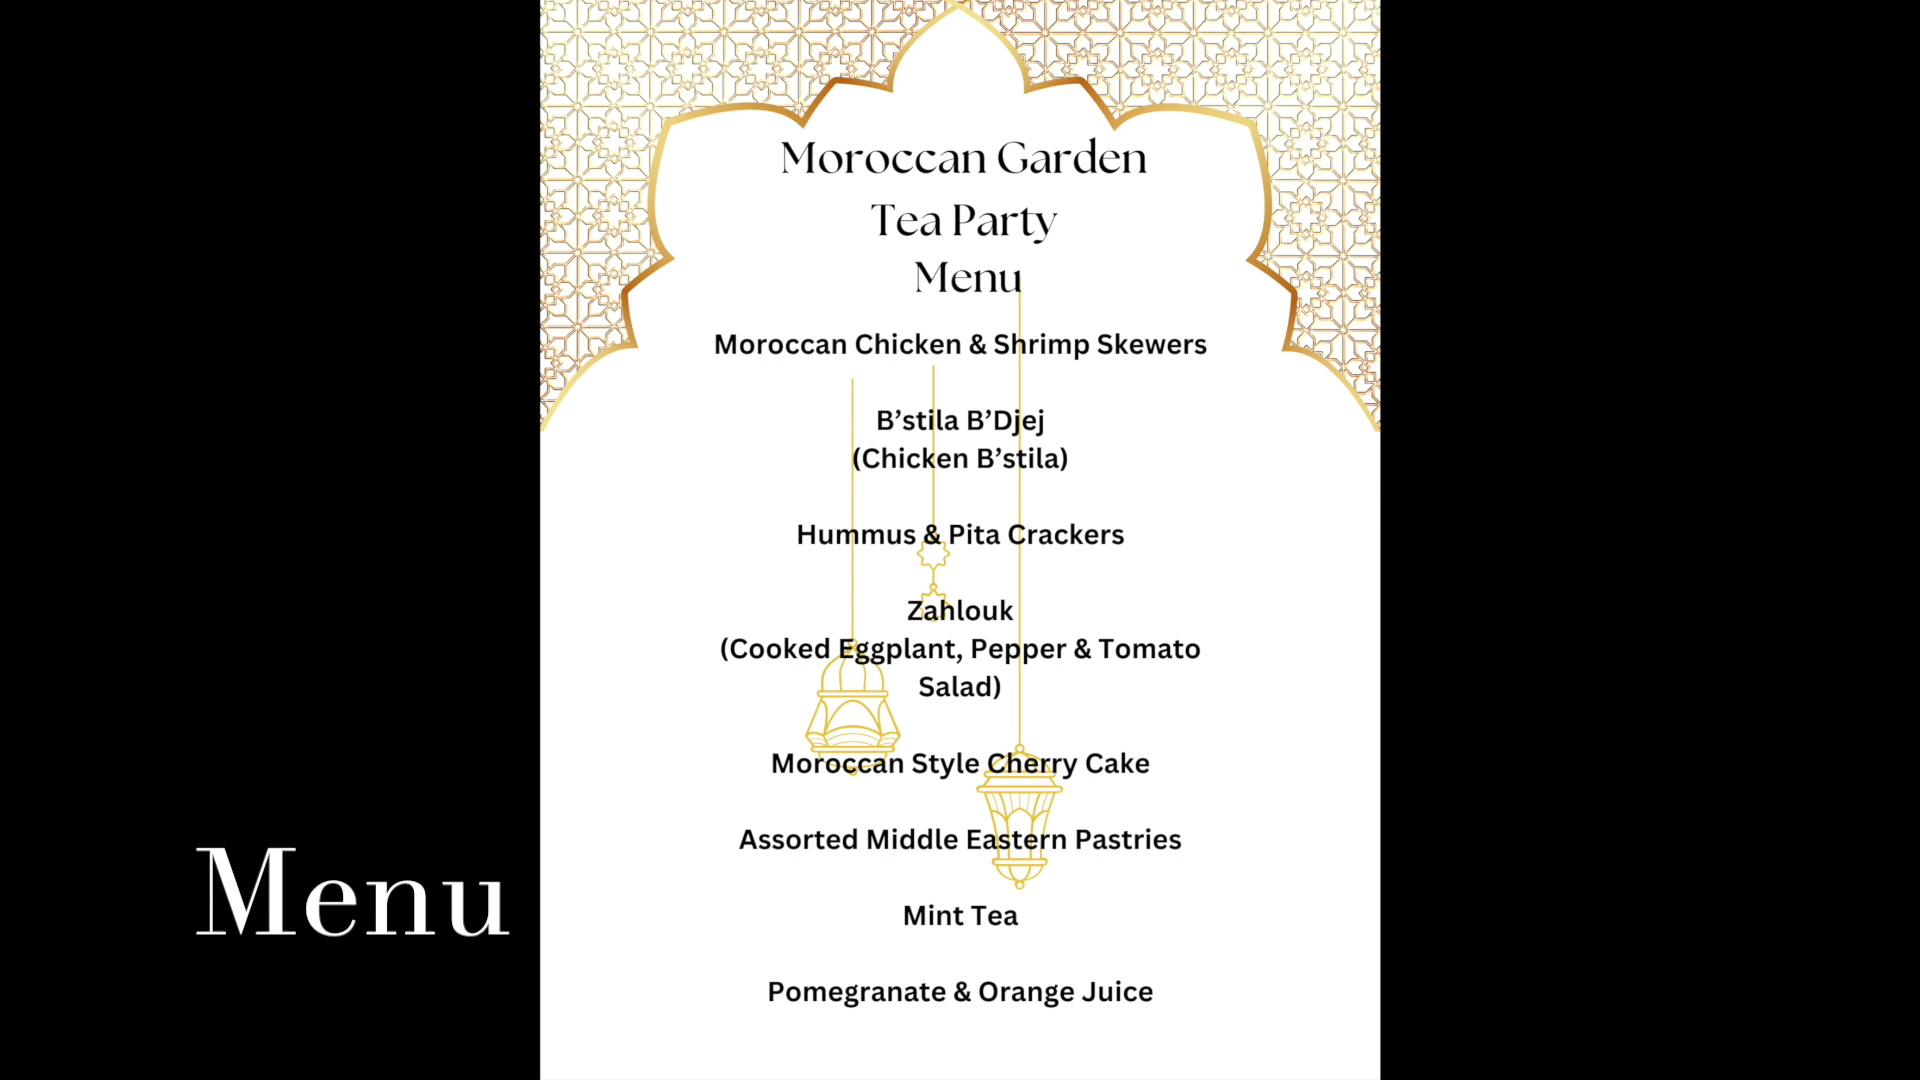 Moroccan Garden
Tea Party
Menu
Moroccan Chicken & Shrimp Skewers
B’stila B’Djej
(Chicken B’stila)
Hummus & Pita Crackers
Zahlouk
(Cooked Eggplant, Pepper & Tomato
Salad)
Moroccan Style Cherry Cake
Assorted Middle Eastern Pastries
Mint Tea
Pomegranate & Orange Juice
Menu